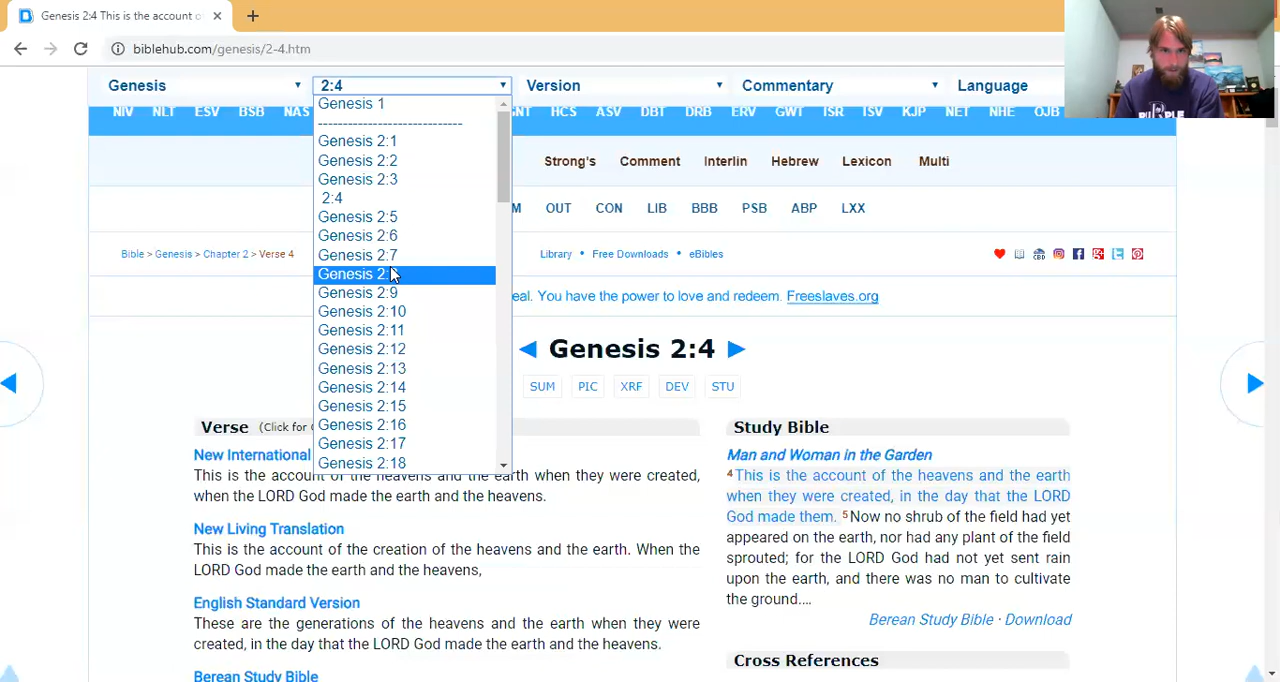 Genesis 2:4 This is the account o
biblehub.com/genesis/2-4.htm
Genesis 2:4 Version Commentary Language
NIV NLT ESV BSB NAS NT HCS ASV DBT DRB ERV GWT ISR ISV KJP NET NHE OJB
Genesis 1
----------------------------
Genesis 2:1
Genesis 2:2
Genesis 2:3
2:4
Genesis 2:5
Genesis 2:6
Genesis 2:7
Genesis 2:
Genesis 2:9
Genesis 2:10
Genesis 2:11
Genesis 2:12
Genesis 2:13
Genesis 2:14
Genesis 2:15
Genesis 2:16
Genesis 2:17
Genesis 2:18
Strong's Comment Interlin Hebrew Lexicon Multi
M OUT CON LIB BBB PSB ABP LXX
Bible > Genesis > Chapter 2 > Verse 4
Library • Free Downloads • eBibles
eal. You have the power to love and redeem. Freeslaves.org
Genesis 2:4
SUM PIC XRF DEV STU
Verse (Click for
New International
This is the account of the heavens and the earth when they were created,
when the LORD God made the earth and the heavens.
New Living Translation
This is the account of the creation of the heavens and the earth. When the
LORD God made the earth and the heavens,
English Standard Version
These are the generations of the heavens and the earth when they were
created, in the day that the LORD God made the earth and the heavens.
Berean Study Bible
Study Bible
Man and Woman in the Garden
4This is the account of the heavens and the earth
when they were created, in the day that the LORD
God made them. 5Now no shrub of the field had yet
appeared on the earth, nor had any plant of the field
sprouted; for the LORD God had not yet sent rain
upon the earth, and there was no man to cultivate
the ground....
Berean Study Bible · Download
Cross References